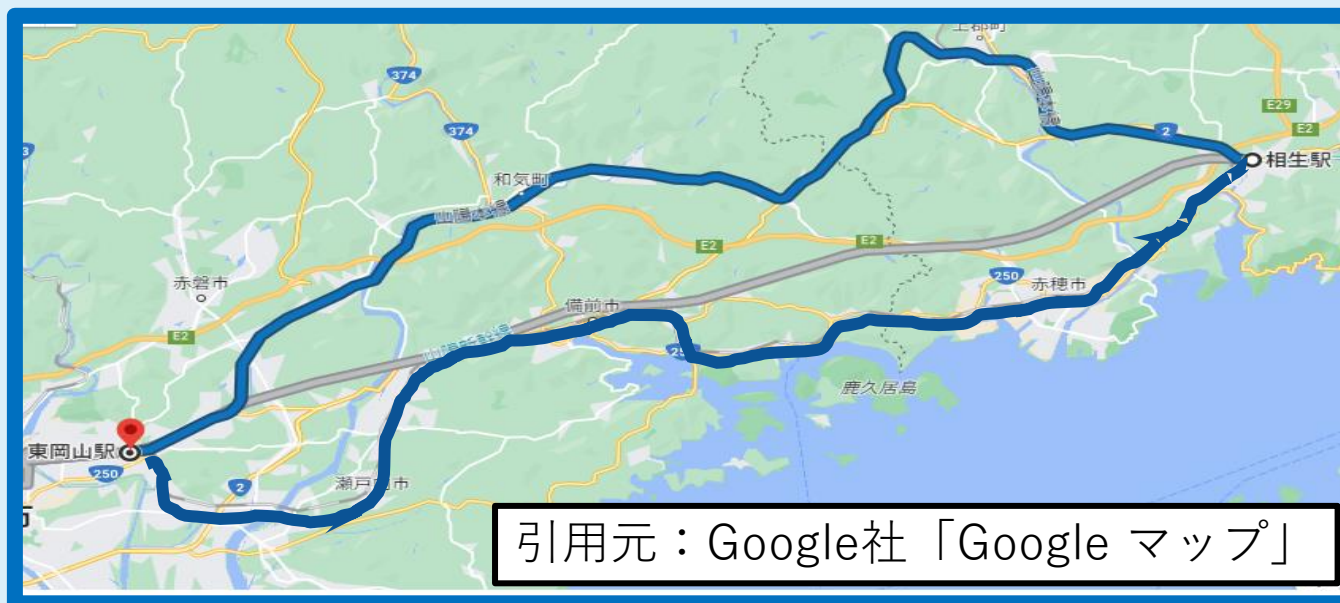 上郡町
374
E29
374
2
E2
相生駅
和気町
山陽本線
E2
E2
250
赤穂市
赤磐市
備前市
E2
山陽新幹線
鹿久居島
東岡山駅
250
2
瀬戸内市
市
引用元：Google社「Google マップ」